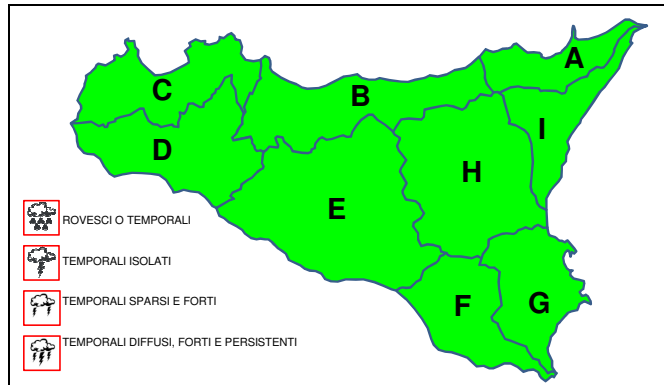 A
B
C
I
D
H
E
ROVESCI O TEMPORALI
TEMPORALI ISOLATI
TEMPORALI SPARSI E FORTI
F
G
TEMPORALI DIFFUSI, FORTI E PERSISTENTI